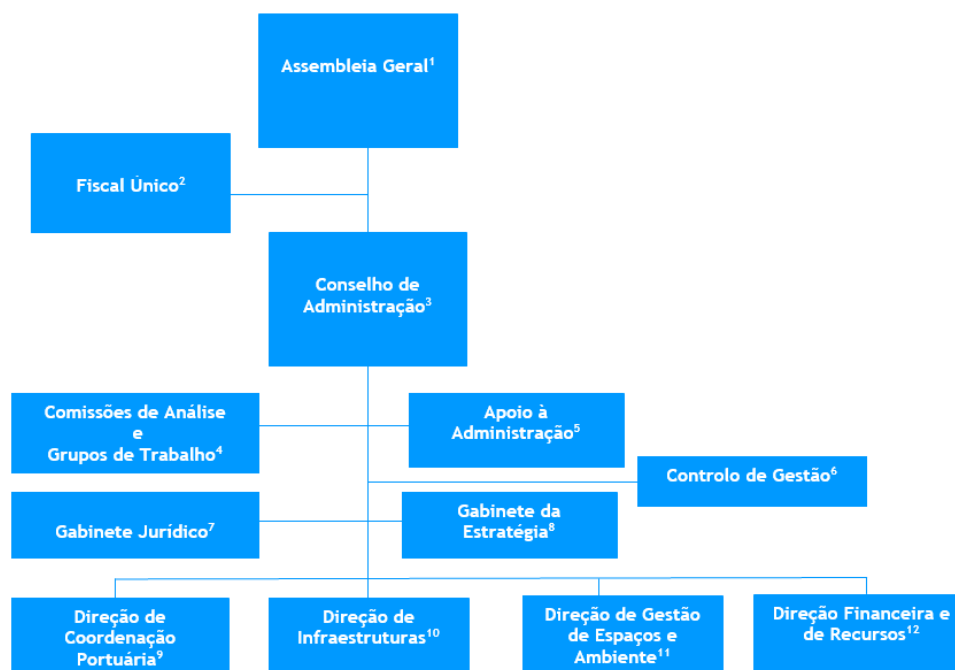 Assembleia Geral¹
Fiscal Único²
Conselho de
Administração³
Comissões de Análise
e
Grupos de Trabalho⁴
Apoio à
Administração⁵
Controlo de Gestão⁶
Gabinete Jurídico⁷
Gabinete da
Estratégia⁸
Direção de
Coordenação
Portuária⁹
Direção de
Infraestruturas¹⁰
Direção de Gestão
de Espaços e
Ambiente¹¹
Direção Financeira e
de Recursos¹²